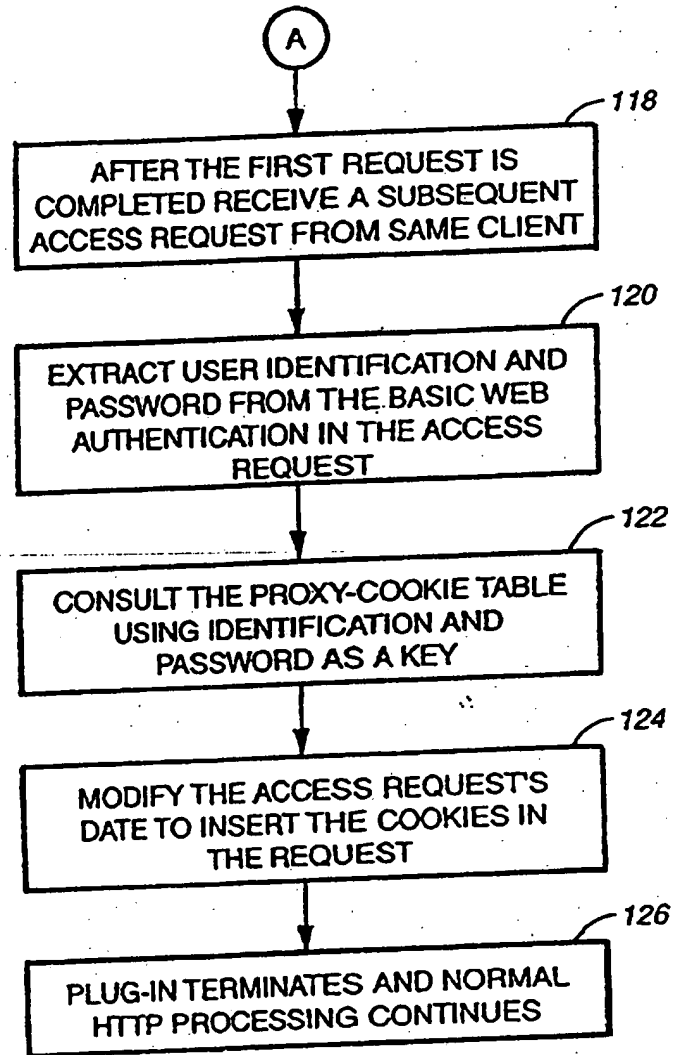 A
118
AFTER THE FIRST REQUEST IS
COMPLETED RECEIVE A SUBSEQUENT
ACCESS REQUEST FROM SAME CLIENT
120
EXTRACT USER IDENTIFICATION AND
PASSWORD FROM THE BASIC WEB
AUTHENTICATION IN THE ACCESS
REQUEST
122
CONSULT THE PROXY-COOKIE TABLE
USING IDENTIFICATION AND
PASSWORD AS A KEY
124
MODIFY THE ACCESS REQUEST'S
DATE TO INSERT THE COOKIES IN
THE REQUEST
126
PLUG-IN TERMINATES AND NORMAL
HTTP PROCESSING CONTINUES